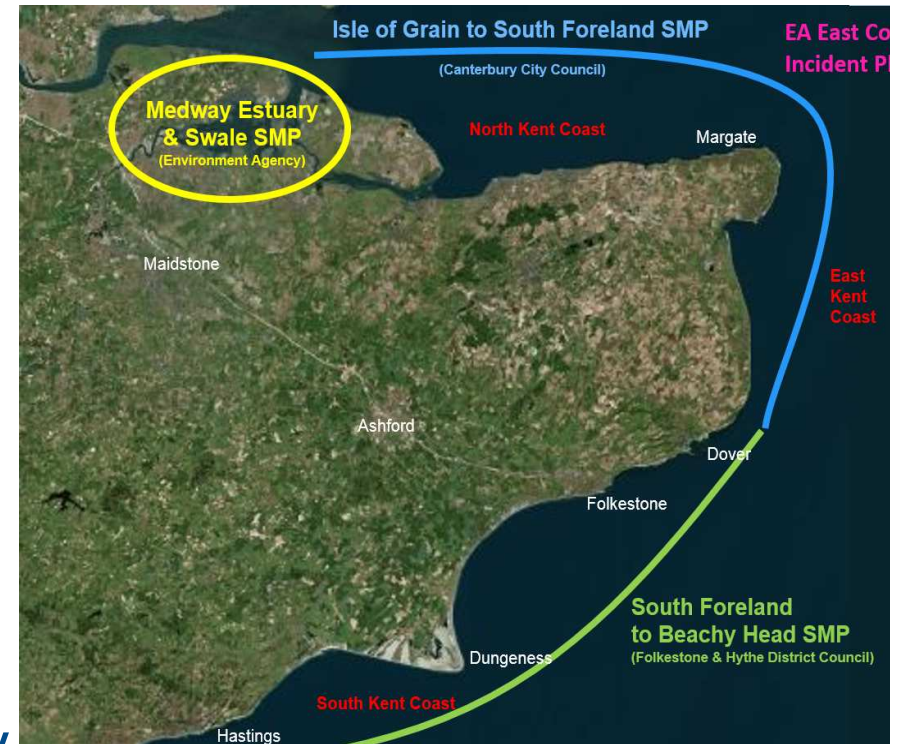 Isle of Grain to South Foreland SMP
(Canterbury City Council)
EA East Co
Incident Pl
Medway Estuary
& Swale SMP
(Environment Agency)
North Kent Coast
Margate
Maidstone
East
Kent
Coast
Ashford
Dover
Folkestone
South Foreland
to Beachy Head SMP
(Folkestone & Hythe District Council)
Dungeness
South Kent Coast
Hastings